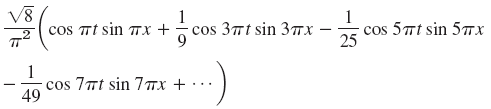 √8/π² (cos πt sin πx + 1/9 cos 3πt sin 3πx − 1/25 cos 5πt sin 5πx
− 1/49 cos 7πt sin 7πx + ⋯)